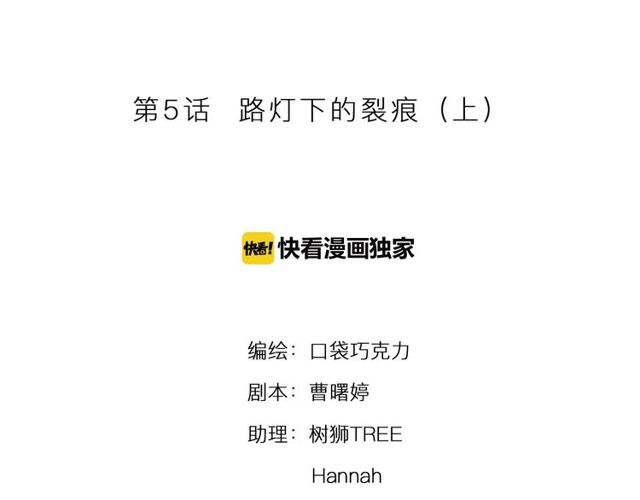 第5话 路灯下的裂痕（上）
快看! 快看漫画独家
编绘：口袋巧克力
剧本：曹曙婷
助理：树狮TREE
Hannah